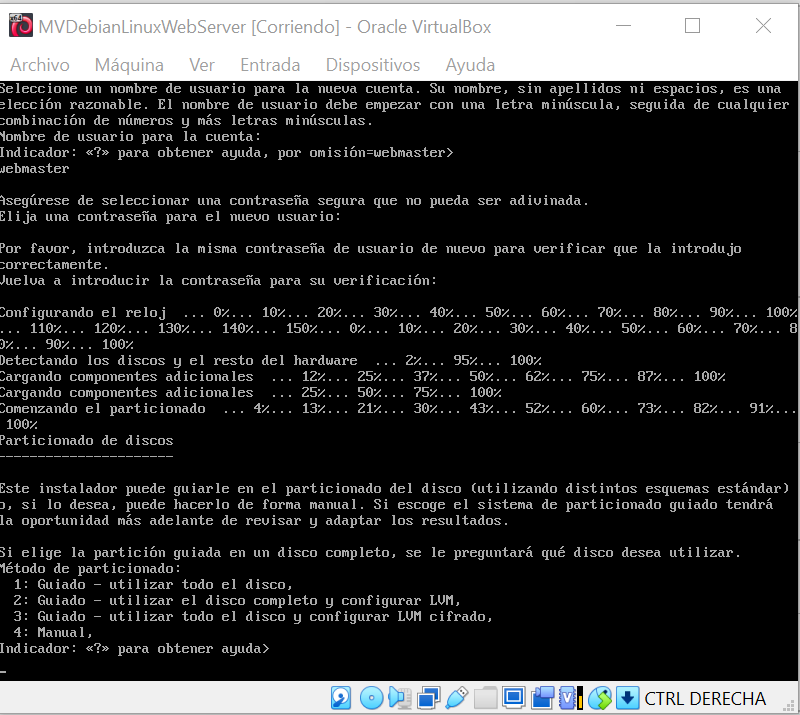 MVDebianLinuxWebServer [Corriendo] - Oracle VirtualBox
Archivo Máquina Ver Entrada Dispositivos Ayuda
Seleccione un nombre de usuario para la nueva cuenta. Su nombre, sin apellidos ni espacios, es una
elección razonable. El nombre de usuario debe empezar con una letra minúscula, seguida de cualquier
combinación de números y más letras minúsculas.
Nombre de usuario para la cuenta:
Indicador: «?» para obtener ayuda, por omisión=webmaster>
webmaster
Asegúrese de seleccionar una contraseña segura que no pueda ser adivinada.
Elija una contraseña para el nuevo usuario:
Por favor, introduzca la misma contraseña de usuario de nuevo para verificar que la introdujo
correctamente.
Vuelva a introducir la contraseña para su verificación:
Configurando el reloj ... 0%... 10%... 20%... 30%... 40%... 50%... 60%... 70%... 80%... 90%... 100%
... 110%... 120%... 130%... 140%... 150%... 0%... 10%... 20%... 30%... 40%... 50%... 60%... 70%... 8
0%... 90%... 100%
Detectando los discos y el resto del hardware ... 2%... 95%... 100%
Cargando componentes adicionales ... 12%... 25%... 37%... 50%... 62%... 75%... 87%... 100%
Cargando componentes adicionales ... 25%... 50%... 75%... 100%
Comenzando el particionado ... 4%... 13%... 21%... 30%... 43%... 52%... 60%... 73%... 82%... 91%...
100%
Particionado de discos
----------------------
Este instalador puede guiarle en el particionado del disco (utilizando distintos esquemas estándar)
o, si lo desea, puede hacerlo de forma manual. Si escoge el sistema de particionado guiado tendrá
la oportunidad más adelante de revisar y adaptar los resultados.
Si elige la partición guiada en un disco completo, se le preguntará qué disco desea utilizar.
Método de particionado:
1: Guiado - utilizar todo el disco,
2: Guiado - utilizar el disco completo y configurar LVM,
3: Guiado - utilizar todo el disco y configurar LVM cifrado,
4: Manual,
Indicador: «?» para obtener ayuda>
CTRL DERECHA